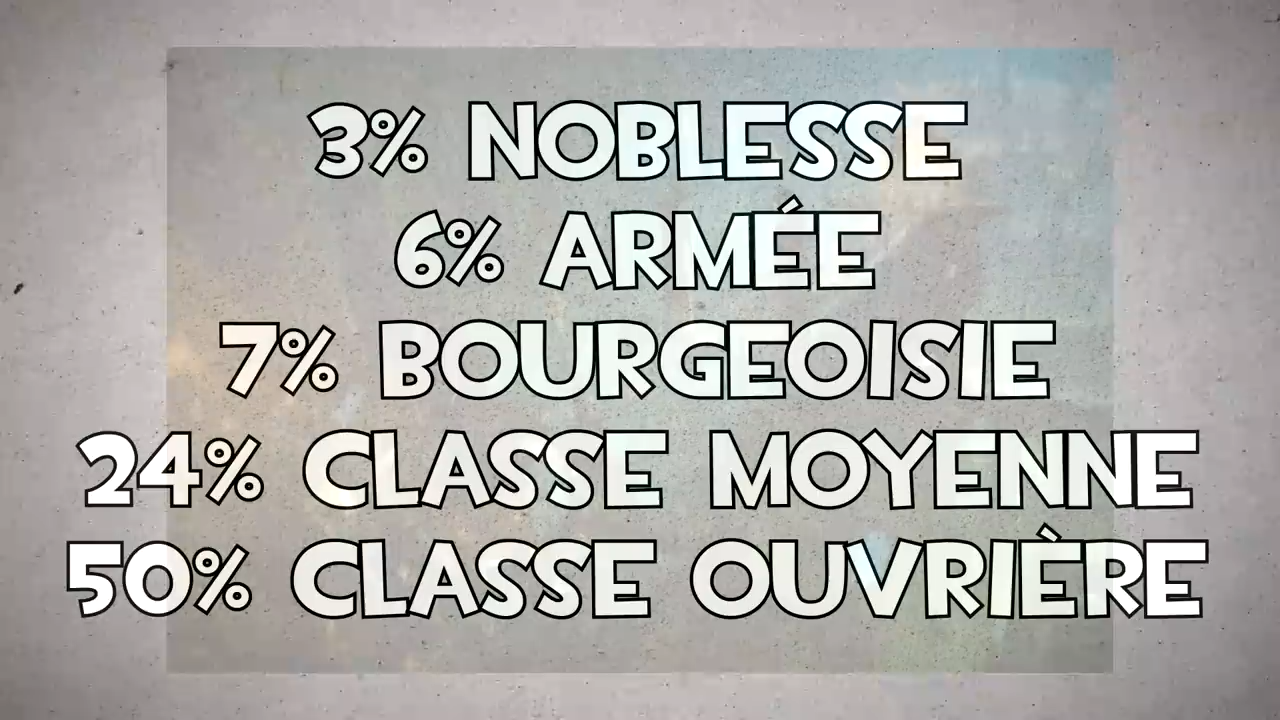 3% NOBLESSE
6% ARMÉE
7% BOURGEOISIE
24% CLASSE MOYENNE
50% CLASSE OUVRIÈRE